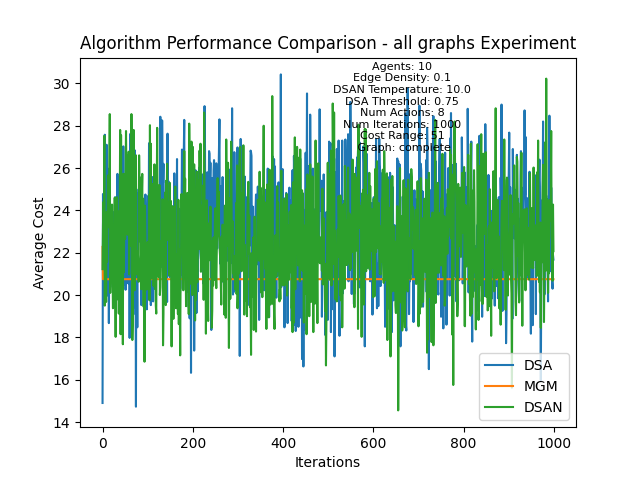 Algorithm Performance Comparison - all graphs Experiment
Agents: 10
Edge Density: 0.1
DSAN Temperature: 10.0
DSA Threshold: 0.75
Num Actions: 8
Num Iterations: 1000
Cost Range: 51
Graph: complete
Average Cost
30
28
26
24
22
20
18
16
14
0
200
400
600
800
1000
Iterations
DSA
MGM
DSAN